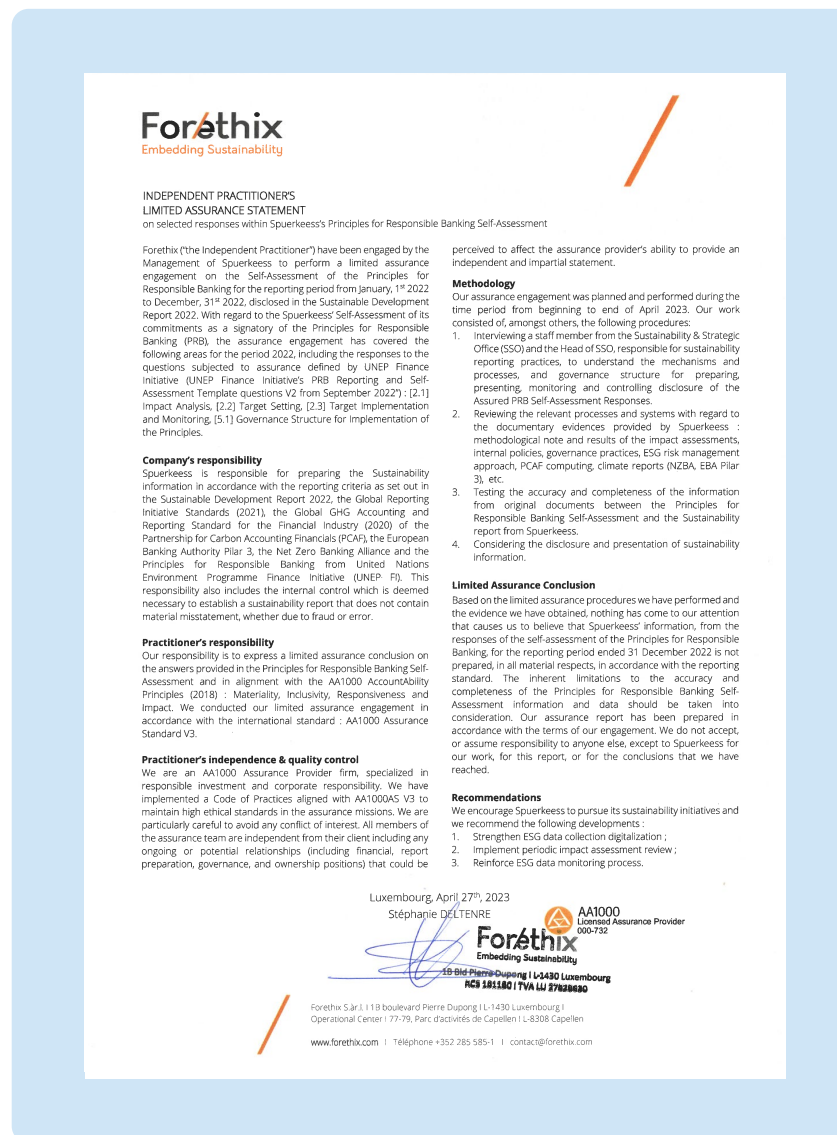 Foréthix
Embedding Sustainability
INDEPENDENT PRACTITIONER'S
LIMITED ASSURANCE STATEMENT
on selected responses within Spuerkeess's Principles for Responsible Banking Self-Assessment
Forethix ("the Independent Practitioner") have been engaged by the
Management of Spuerkeess to perform a limited assurance
engagement on the Self-Assessment of the Principles for
Responsible Banking for the reporting period from January, 1st 2022
to December, 31st 2022, disclosed in the Sustainable Development
Report 2022. With regard to the Spuerkeess' Self-Assessment of its
commitments as a signatory of the Principles for Responsible
Banking (PRB), the assurance engagement has covered the
following areas for the period 2022, including the responses to the
questions subjected to assurance defined by UNEP Finance
Initiative (UNEP Finance Initiative's PRB Reporting and Self-
Assessment Template questions V2 from September 2022") : [2.1]
Impact Analysis, [2.2] Target Setting, [2.3] Target Implementation
and Monitoring, [5.1] Governance Structure for Implementation of
the Principles.
Company's responsibility
Spuerkeess is responsible for preparing the Sustainability
information in accordance with the reporting criteria as set out in
the Sustainable Development Report 2022, the Global Reporting
Initiative Standards (2021), the Global GHG Accounting and
Reporting Standard for the Financial Industry (2020) of the
Partnership for Carbon Accounting Financials (PCAF), the European
Banking Authority Pilar 3, the Net Zero Banking Alliance and the
Principles for Responsible Banking from United Nations
Environment Programme Finance Initiative (UNEP FI). This
responsibility also includes the internal control which is deemed
necessary to establish a sustainability report that does not contain
material misstatement, whether due to fraud or error.
Practitioner's responsibility
Our responsibility is to express a limited assurance conclusion on
the answers provided in the Principles for Responsible Banking Self-
Assessment and in alignment with the AA1000 AccountAbility
Principles (2018) : Materiality, Inclusivity, Responsiveness and
Impact. We conducted our limited assurance engagement in
accordance with the international standard : AA1000 Assurance
Standard V3.
Practitioner's independence & quality control
We are an AA1000 Assurance Provider firm, specialized in
responsible investment and corporate responsibility. We have
implemented a Code of Practices aligned with AA1000AS V3 to
maintain high ethical standards in the assurance missions. We are
particularly careful to avoid any conflict of interest. All members of
the assurance team are independent from their client including any
ongoing or potential relationships (including financial, report
preparation, governance, and ownership positions) that could be
perceived to affect the assurance provider's ability to provide an
independent and impartial statement.
Methodology
Our assurance engagement was planned and performed during the
time period from beginning to end of April 2023. Our work
consisted of, amongst others, the following procedures:
1. Interviewing a staff member from the Sustainability & Strategic
Office (SSO) and the Head of SSO, responsible for sustainability
reporting practices, to understand the mechanisms and
processes, and governance structure for preparing,
presenting, monitoring and controlling disclosure of the
Assured PRB Self-Assessment Responses.
2. Reviewing the relevant processes and systems with regard to
the documentary evidences provided by Spuerkeess :
methodological note and results of the impact assessments,
internal policies, governance practices, ESG risk management
approach, PCAF computing, climate reports (NZBA, EBA Pilar
3), etc.
3. Testing the accuracy and completeness of the information
from original documents between the Principles for
Responsible Banking Self-Assessment and the Sustainability
report from Spuerkeess.
4. Considering the disclosure and presentation of sustainability
information.
Limited Assurance Conclusion
Based on the limited assurance procedures we have performed and
the evidence we have obtained, nothing has come to our attention
that causes us to believe that Spuerkeess' information, from the
responses of the self-assessment of the Principles for Responsible
Banking, for the reporting period ended 31 December 2022 is not
prepared, in all material respects, in accordance with the reporting
standard. The inherent limitations to the accuracy and
completeness of the Principles for Responsible Banking Self-
Assessment information and data should be taken into
consideration. Our assurance report has been prepared in
accordance with the terms of our engagement. We do not accept,
or assume responsibility to anyone else, except to Spuerkeess for
our work, for this report, or for the conclusions that we have
reached.
Recommendations
We encourage Spuerkeess to pursue its sustainability initiatives and
we recommend the following developments :
1. Strengthen ESG data collection digitalization ;
2. Implement periodic impact assessment review ;
3. Reinforce ESG data monitoring process.
Luxembourg, April 27th, 2023
Stéphanie DELTENRE
AA1000
Licensed Assurance Provider
000-732
Foréthix
Embedding Sustainability
1B Bld Pierre Dupong I L-1430 Luxembourg
RCS 181160 I TVA LU
Forethix S.àr.l. I 1B boulevard Pierre Dupong I L-1430 Luxembourg I
Operational Center I 77-79, Parc d'activités de Capellen I L-8308 Capellen
www.forethix.com I Téléphone +352 285 585-1 I contact@forethix.com